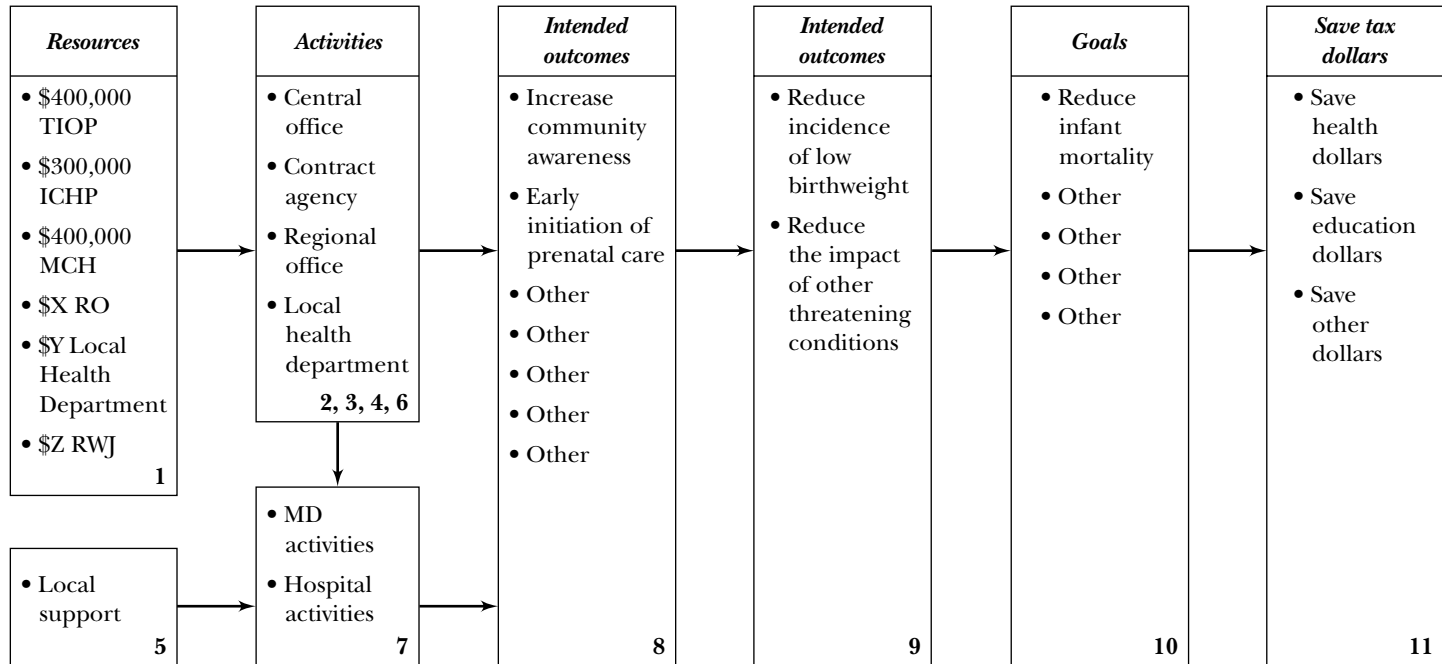 Resources
• $400,000
TIOP
• $300,000
ICHP
• $400,000
MCH
• $X RO
• $Y Local
Health
Department
• $Z RWJ
1
• Local
support
5
Activities
• Central
office
• Contract
agency
• Regional
office
• Local
health
department
2, 3, 4, 6
• MD
activities
• Hospital
activities
7
Intended
outcomes
• Increase
community
awareness
• Early
initiation of
prenatal care
• Other
• Other
• Other
• Other
• Other
8
Intended
outcomes
• Reduce
incidence
of low
birthweight
• Reduce
the impact
of other
threatening
conditions
9
Goals
• Reduce
infant
mortality
• Other
• Other
• Other
• Other
10
Save tax
dollars
• Save
health
dollars
• Save
education
dollars
• Save
other
dollars
11